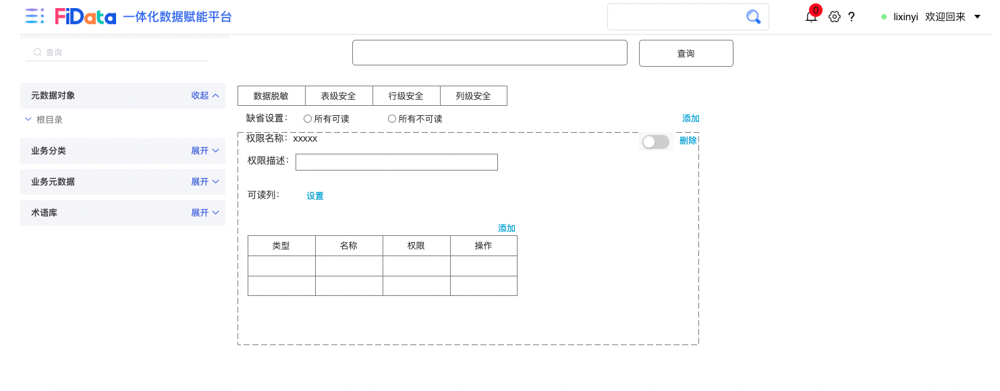 FiData 一体化数据赋能平台
0 ? lixinyi 欢迎回来
查询
查询
元数据对象 收起
根目录
业务分类 展开
业务元数据 展开
术语库 展开
数据脱敏 表级安全 行级安全 列级安全
缺省设置： 所有可读 所有不可读 添加
权限名称：xxxxx 删除
权限描述：
可读列： 设置
添加
类型 名称 权限 操作